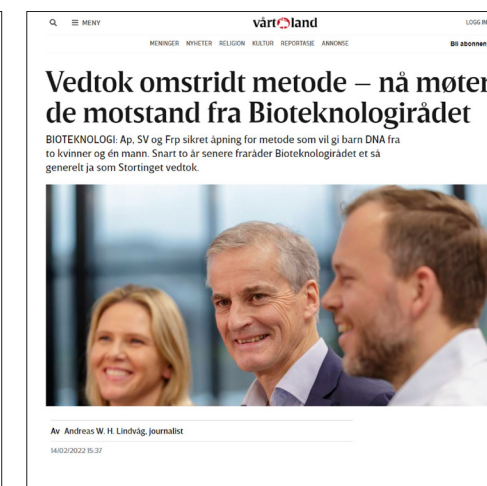 MENY
vårt land
LOGG IN
MENINGER NYHETER RELIGION KULTUR REPORTASJE ANNONSE
Bli abonnen
Vedtok omstridt metode – nå møter
de motstand fra Bioteknologirådet
BIOTEKNOLOGI: Ap, SV og Frp sikret åpning for metode som vil gi barn DNA fra
to kvinner og én mann. Snart to år senere fraråder Bioteknologirådet et så
generelt ja som Stortinget vedtok.
Av Andreas W. H. Lindvåg, journalist
14/02/2022 15:37